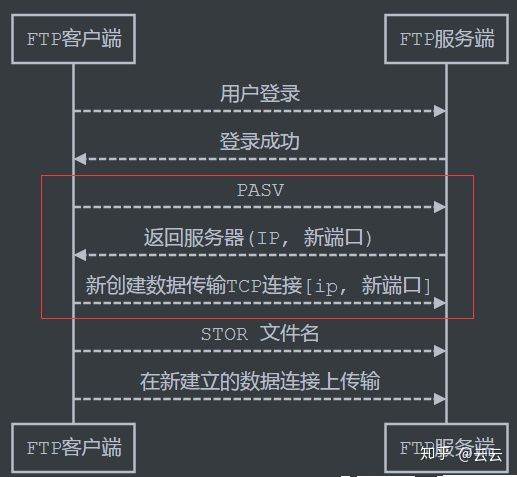 FTP客户端
FTP服务端
用户登录
登录成功
PASV
返回服务器(IP, 新端口)
新创建数据传输TCP连接[ip, 新端口]
STOR 文件名
在新建立的数据连接上传输
FTP客户端
FTP服务端
知乎 @云云